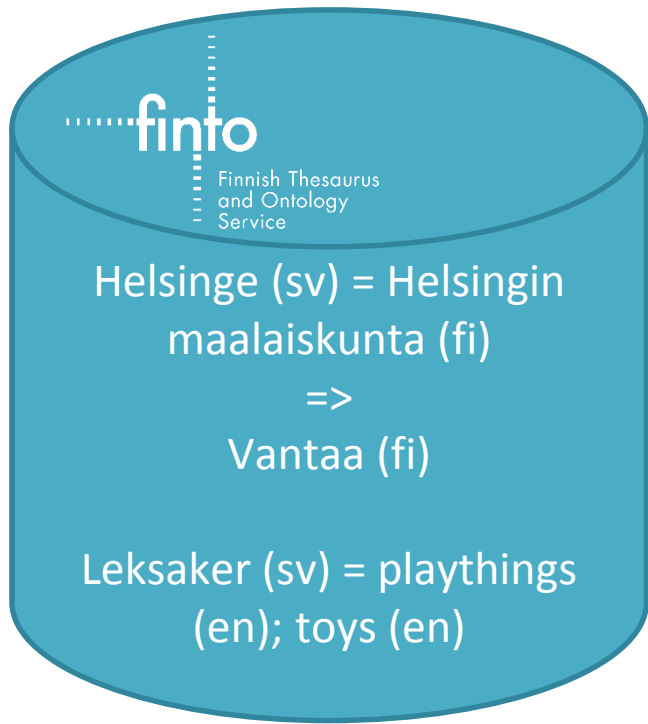 finto
Finnish Thesaurus
and Ontology
Service
Helsinge (sv) = Helsingin
maalaiskunta (fi)
=>
Vantaa (fi)
Leksaker (sv) = playthings
(en); toys (en)